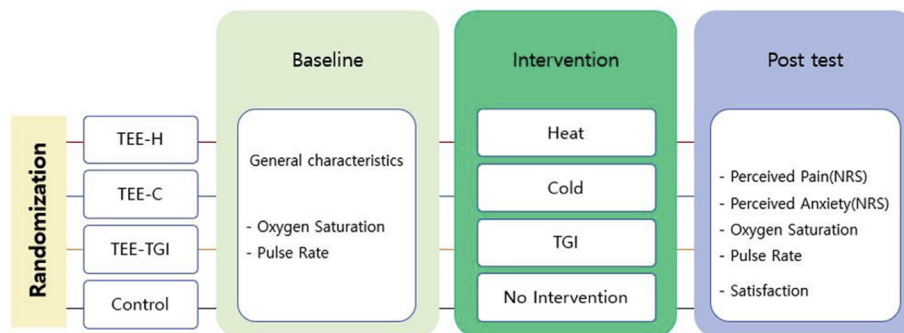 Randomization
TEE-H
TEE-C
TEE-TGI
Control
Baseline
General characteristics
- Oxygen Saturation
- Pulse Rate
Intervention
Heat
Cold
TGI
No Intervention
Post test
- Perceived Pain(NRS)
- Perceived Anxiety(NRS)
- Oxygen Saturation
- Pulse Rate
- Satisfaction